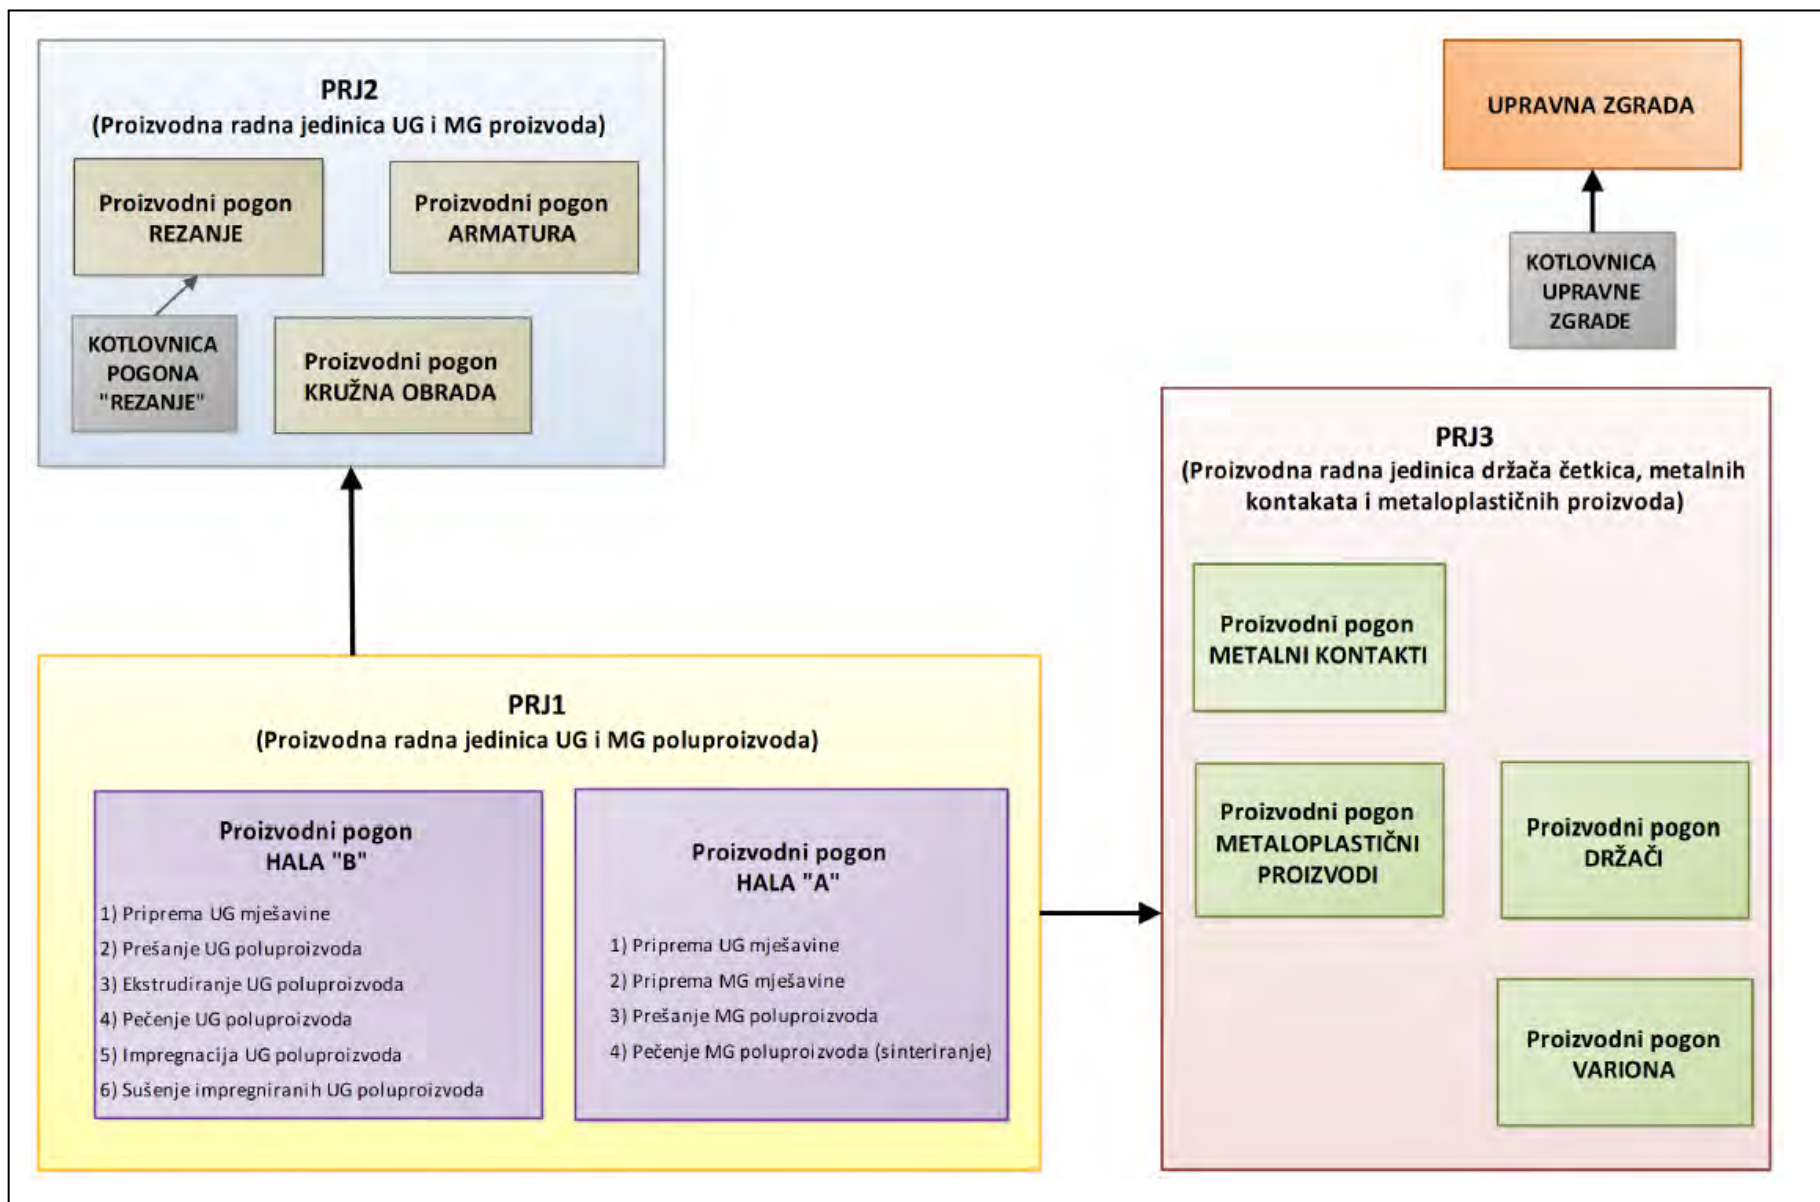 PRJ2
(Proizvodna radna jedinica UG i MG proizvoda)
Proizvodni pogon
REZANJE
Proizvodni pogon
ARMATURA
KOTLOVNICA
POGONA
"REZANJE"
Proizvodni pogon
KRUŽNA OBRADA
UPRAVNA ZGRADA
KOTLOVNICA
UPRAVNE
ZGRADE
PRJ1
(Proizvodna radna jedinica UG i MG poluproizvoda)
Proizvodni pogon
HALA "B"
1) Priprema UG mješavine
2) Prešanje UG poluproizvoda
3) Ekstrudiranje UG poluproizvoda
4) Pečenje UG poluproizvoda
5) Impregnacija UG poluproizvoda
6) Sušenje impregniranih UG poluproizvoda
Proizvodni pogon
HALA "A"
1) Priprema UG mješavine
2) Priprema MG mješavine
3) Prešanje MG poluproizvoda
4) Pečenje MG poluproizvoda (sinteriranje)
PRJ3
(Proizvodna radna jedinica držača četkica, metalnih
kontakata i metaloplastičnih proizvoda)
Proizvodni pogon
METALNI KONTAKTI
Proizvodni pogon
METALOPLASTIČNI
PROIZVODI
Proizvodni pogon
DRŽAČI
Proizvodni pogon
VARIONA